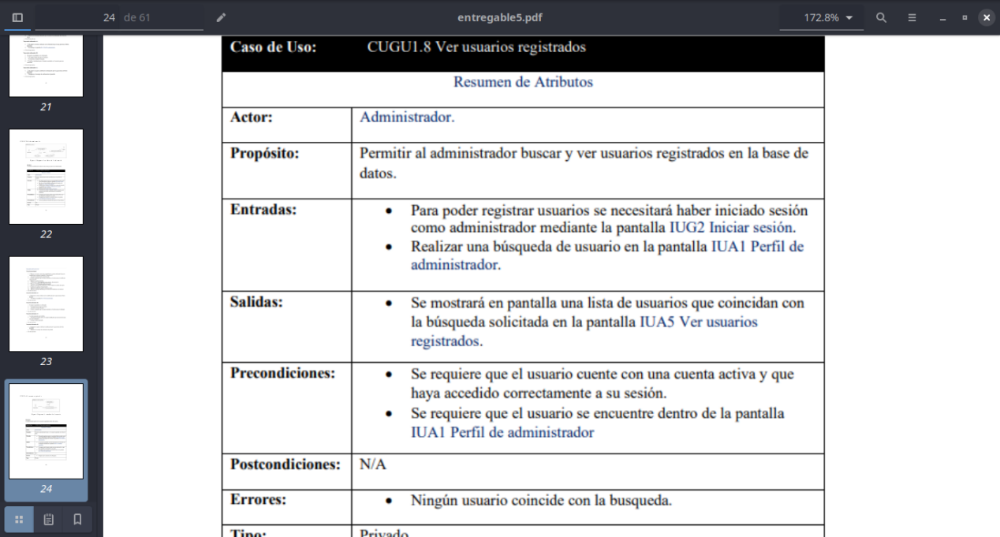 24 de 61
entregable5.pdf
172.8%
21
22
23
24
Caso de Uso: CUGU1.8 Ver usuarios registrados
Resumen de Atributos
Actor: Administrador.
Propósito: Permitir al administrador buscar y ver usuarios registrados en la base de
datos.
Entradas: • Para poder registrar usuarios se necesitará haber iniciado sesión
como administrador mediante la pantalla IUG2 Iniciar sesión.
• Realizar una búsqueda de usuario en la pantalla IUA1 Perfil de
administrador.
Salidas: • Se mostrará en pantalla una lista de usuarios que coincidan con
la búsqueda solicitada en la pantalla IUA5 Ver usuarios
registrados.
Precondiciones: • Se requiere que el usuario cuente con una cuenta activa y que
haya accedido correctamente a su sesión.
• Se requiere que el usuario se encuentre dentro de la pantalla
IUA1 Perfil de administrador
Postcondiciones: N/A
Errores: • Ningún usuario coincide con la busqueda.
Tipo: Privado